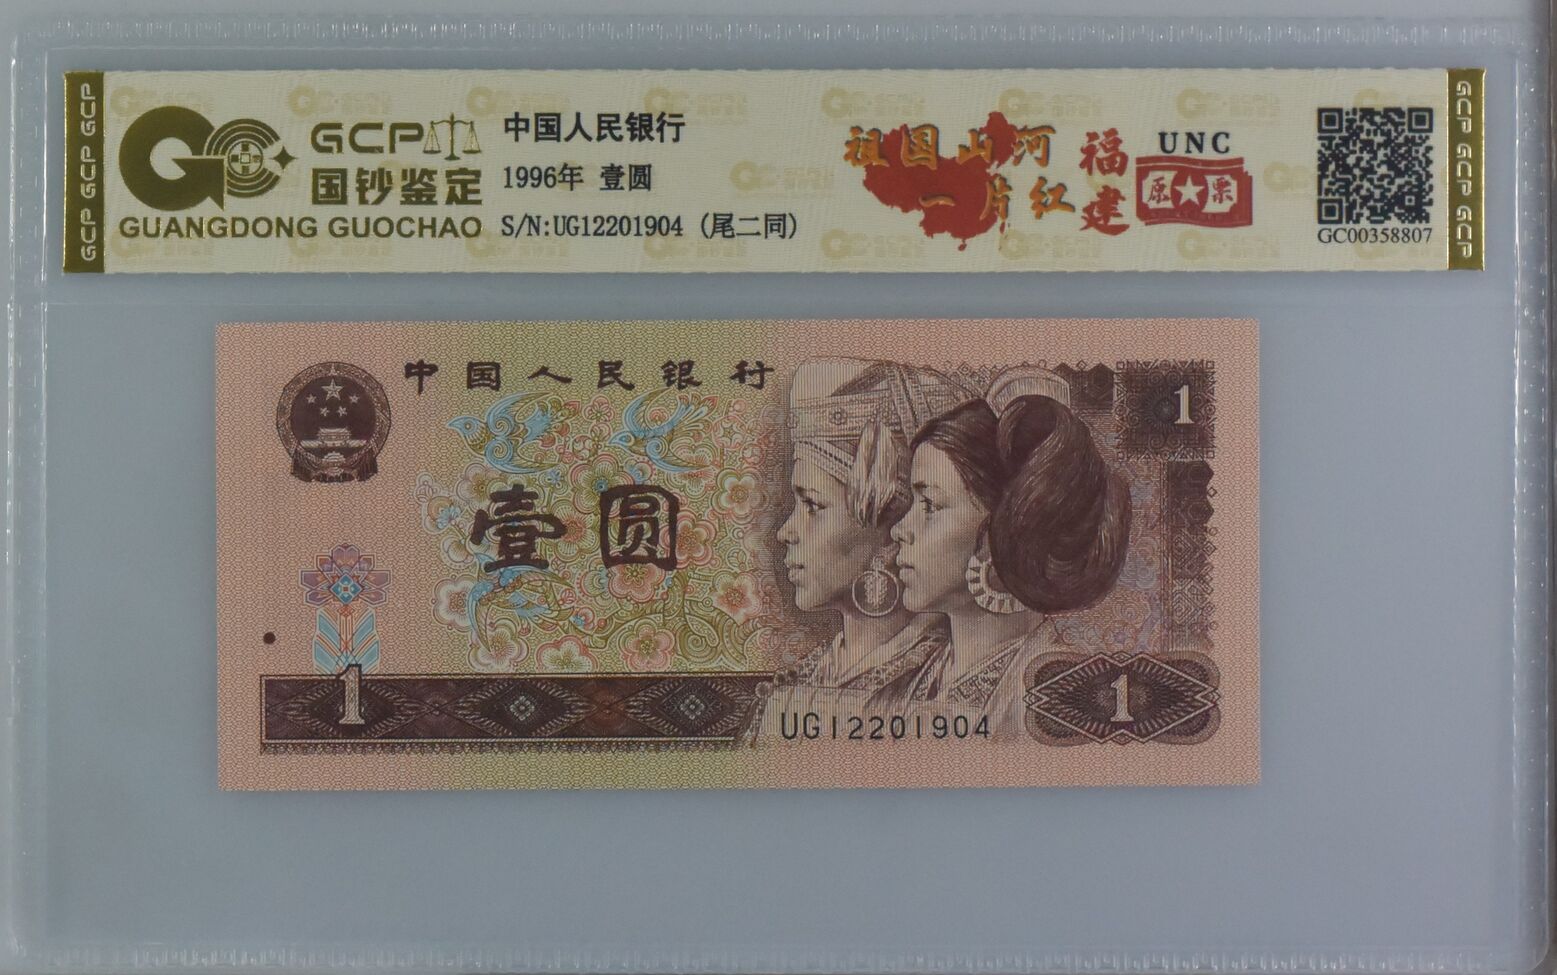 GCP GCP GCP
GCP
国钞鉴定
GUANGDONG GUOCHAO
中国人民银行
1996年 壹圆
S/N:UG12201904 (尾二同)
祖国山河
一片红
福建
UNC
原★票
GC00358807
GCP GCP GCP
中国人民银行
1
壹圆
1
1
UG12201904